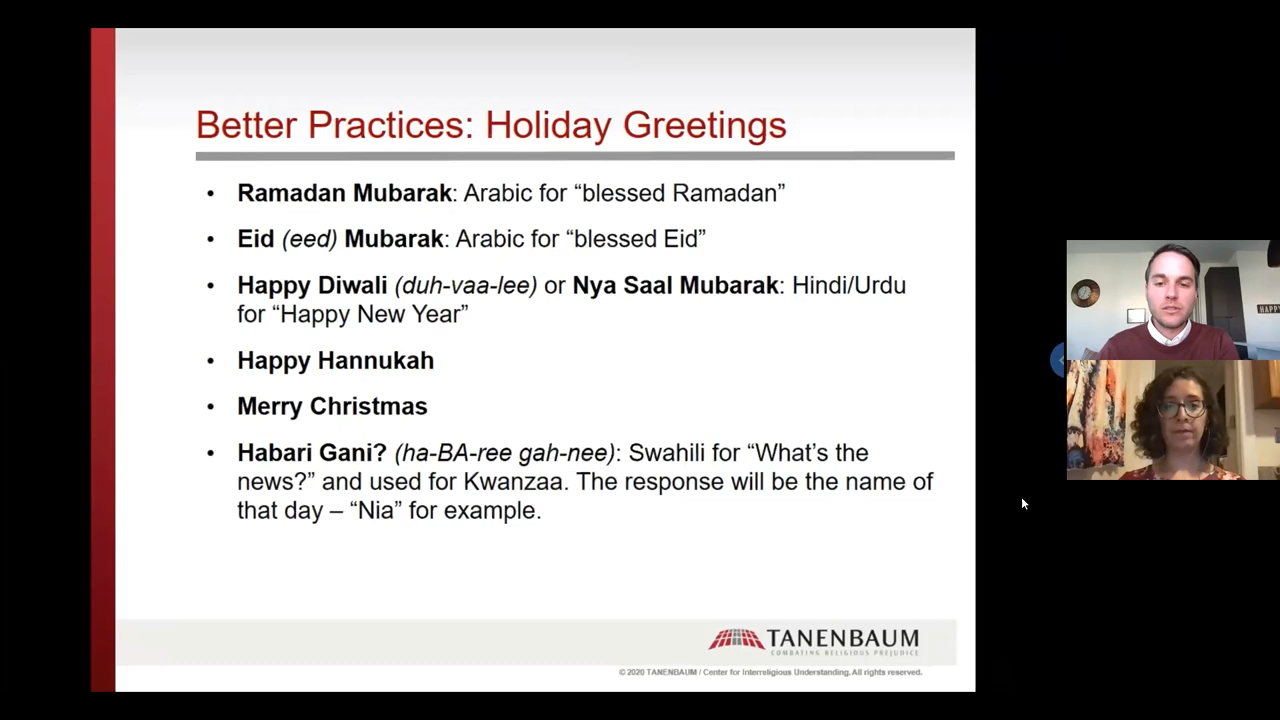 Better Practices: Holiday Greetings
• Ramadan Mubarak: Arabic for “blessed Ramadan”
• Eid (eed) Mubarak: Arabic for “blessed Eid”
• Happy Diwali (duh-vaa-lee) or Nya Saal Mubarak: Hindi/Urdu
for “Happy New Year”
• Happy Hannukah
• Merry Christmas
• Habari Gani? (ha-BA-ree gah-nee): Swahili for “What’s the
news?” and used for Kwanzaa. The response will be the name of
that day – “Nia” for example.
TANENBAUM
COMBATING RELIGIOUS PREJUDICE
© 2020 TANENBAUM / Center for Interreligious Understanding. All rights reserved.
HAPPY